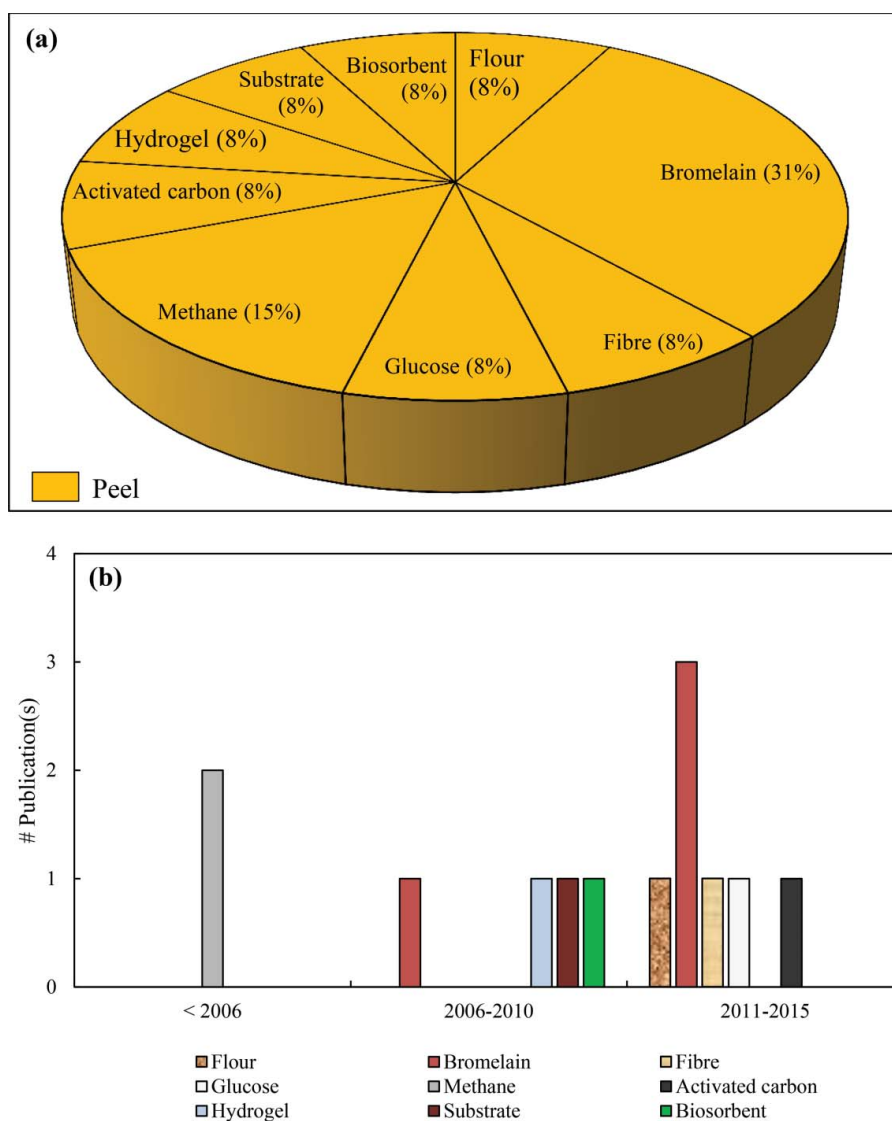 (a)
Biosorbent
(8%)
Flour
(8%)
Substrate
(8%)
Hydrogel (8%)
Bromelain (31%)
Activated carbon (8%)
Methane (15%)
Fibre (8%)
Glucose (8%)
Peel
(b)
# Publication(s)
4
3
2
1
0
< 2006
2006-2010
2011-2015
Flour
Bromelain
Fibre
Glucose
Methane
Activated carbon
Hydrogel
Substrate
Biosorbent